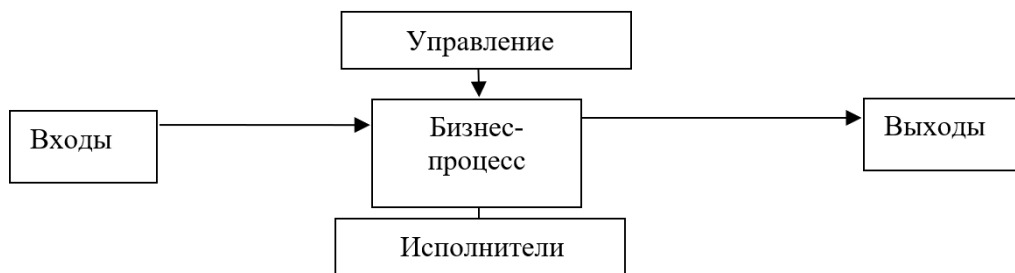 Управление
Входы
Бизнес-
процесс
Выходы
Исполнители